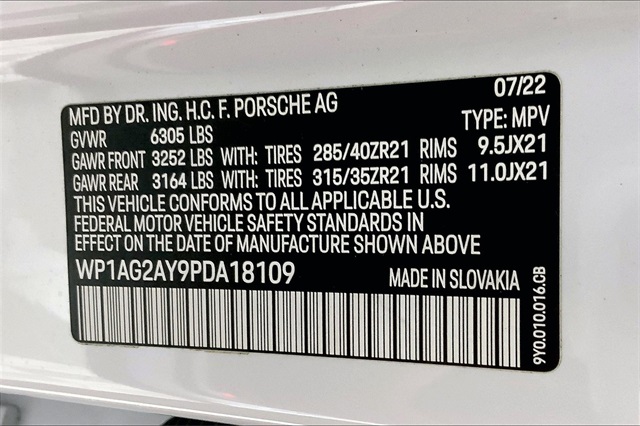 07/22
MFD BY DR. ING. H.C. F. PORSCHE AG TYPE: MPV
GVWR 6305 LBS
GAWR FRONT 3252 LBS WITH: TIRES 285/40ZR21 RIMS 9.5JX21
GAWR REAR 3164 LBS WITH: TIRES 315/35ZR21 RIMS 11.0JX21
THIS VEHICLE CONFORMS TO ALL APPLICABLE U.S.
FEDERAL MOTOR VEHICLE SAFETY STANDARDS IN
EFFECT ON THE DATE OF MANUFACTURE SHOWN ABOVE
WP1AG2AY9PDA18109 MADE IN SLOVAKIA
9Y0.010.016.CB